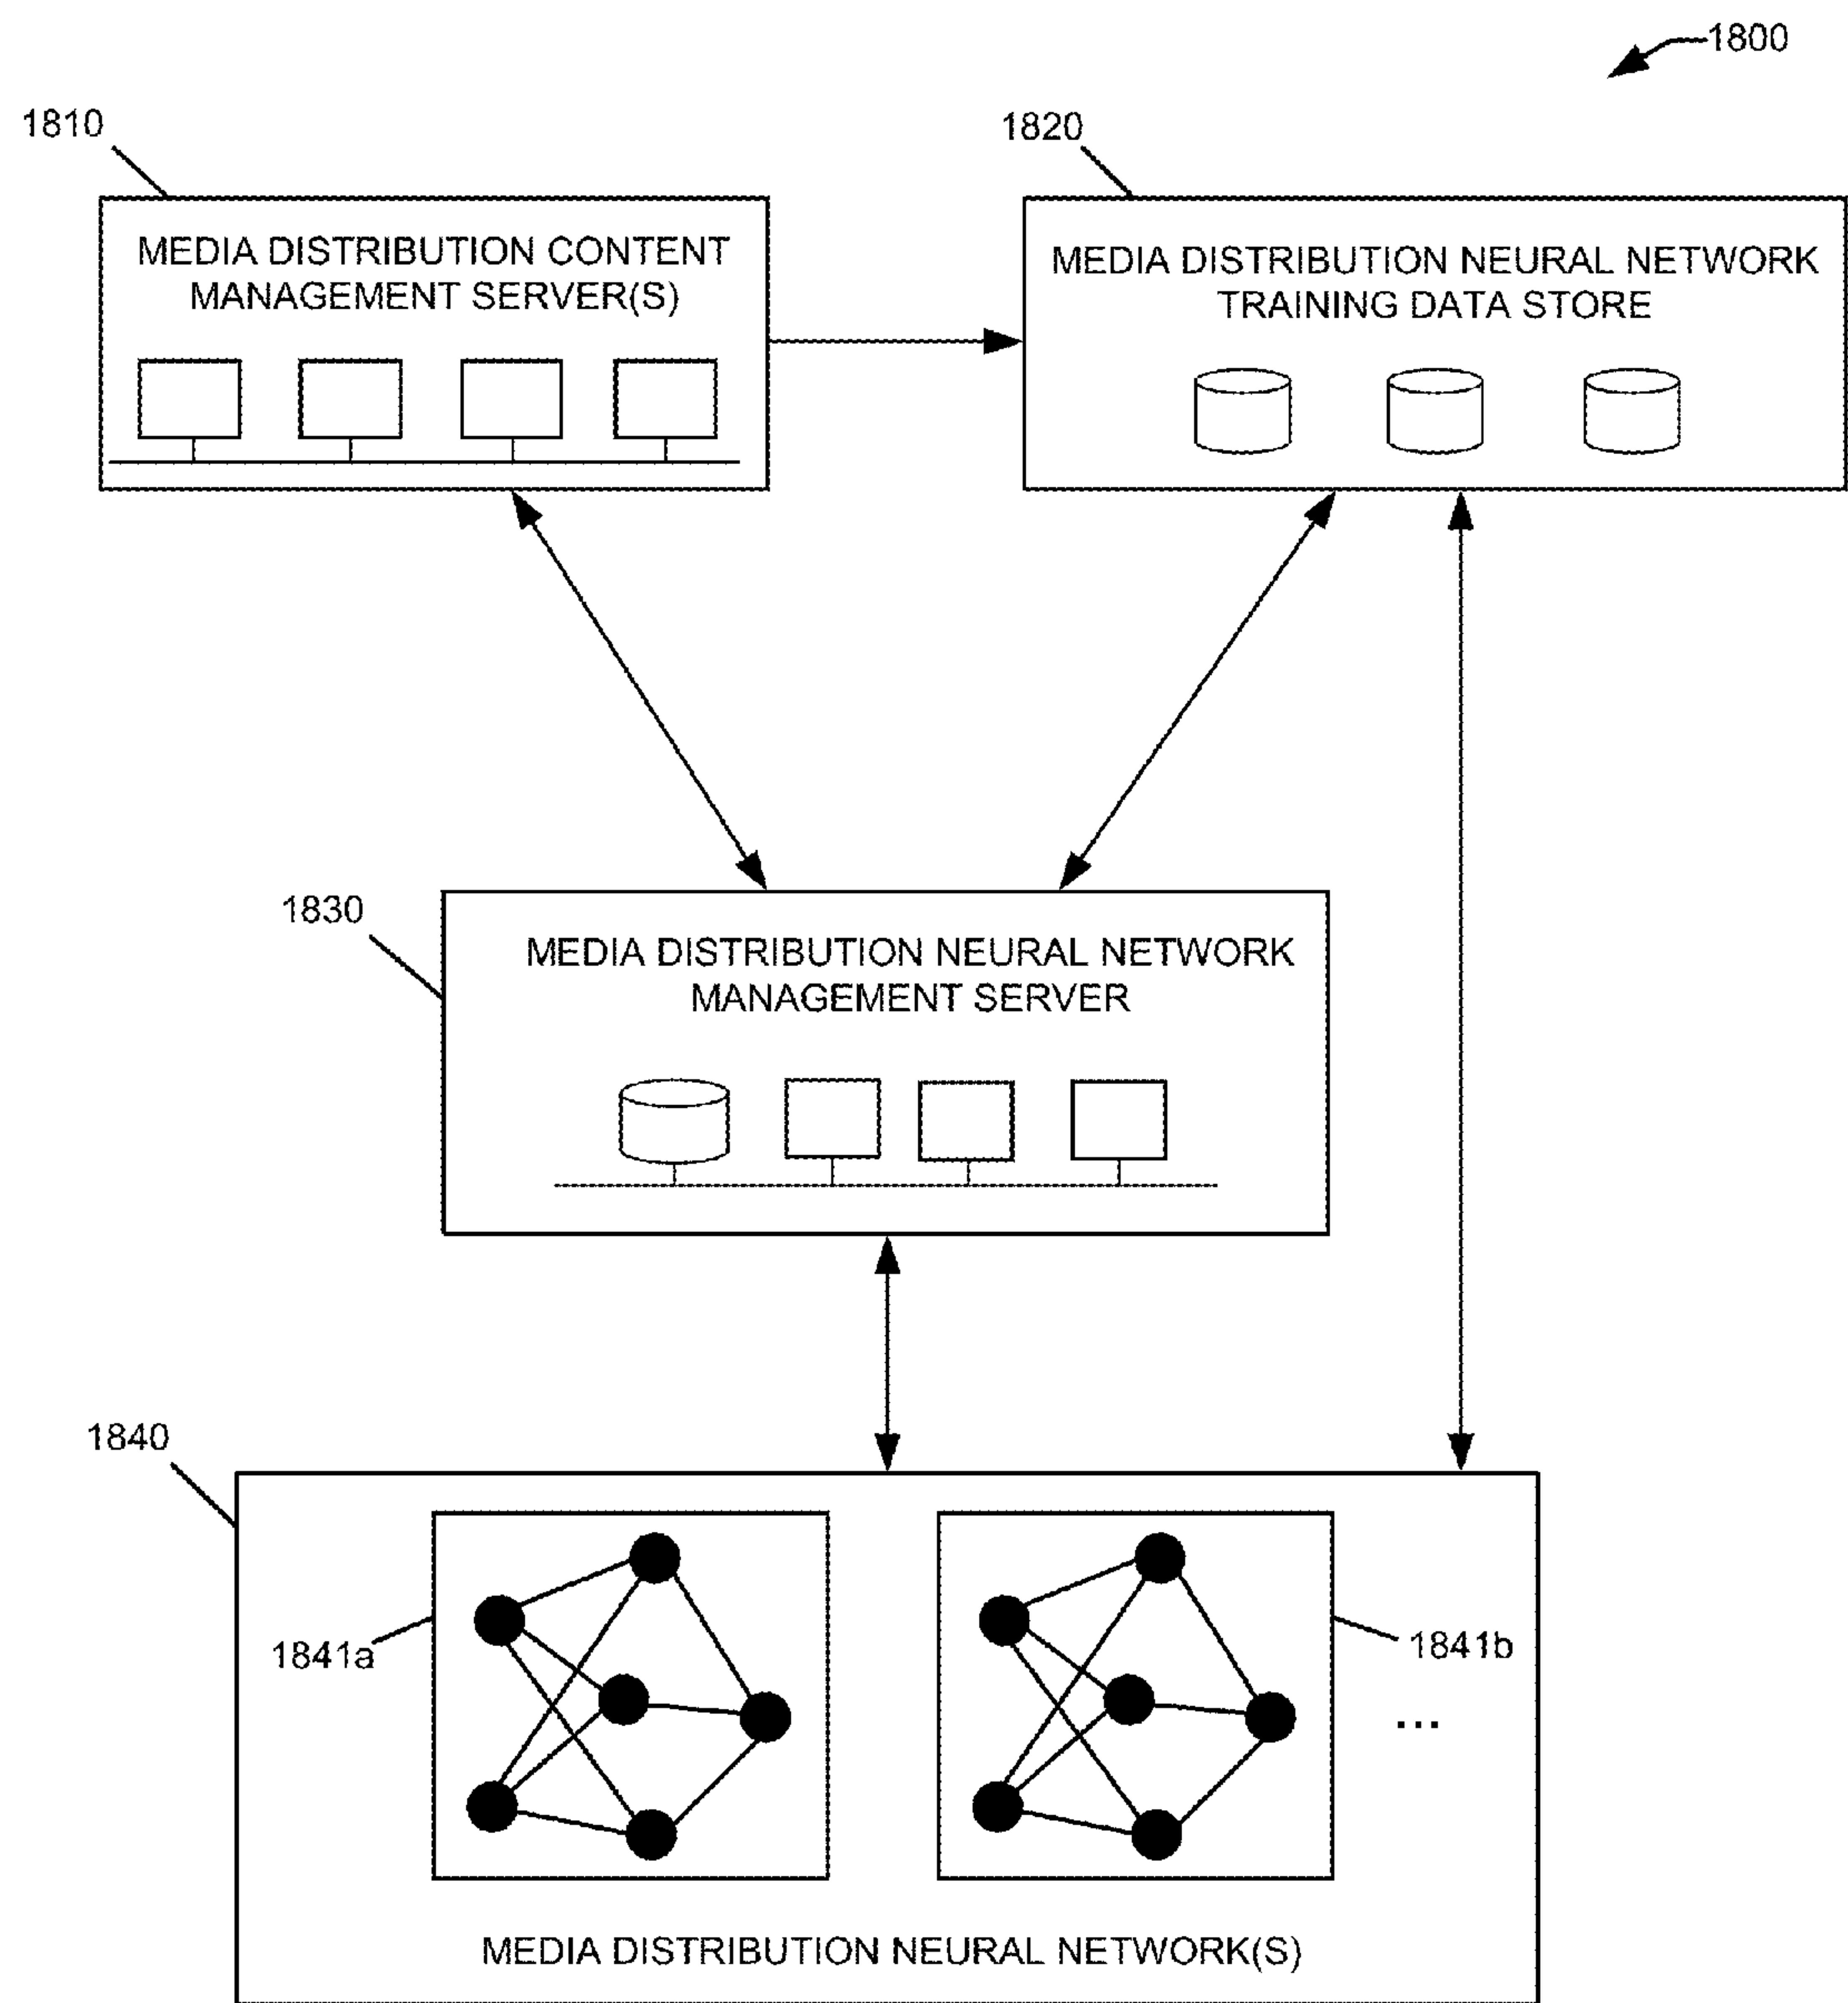 1800
1810
1820
MEDIA DISTRIBUTION CONTENT
MANAGEMENT SERVER(S)
MEDIA DISTRIBUTION NEURAL NETWORK
TRAINING DATA STORE
1830
MEDIA DISTRIBUTION NEURAL NETWORK
MANAGEMENT SERVER
1840
1841a
1841b
...
MEDIA DISTRIBUTION NEURAL NETWORK(S)